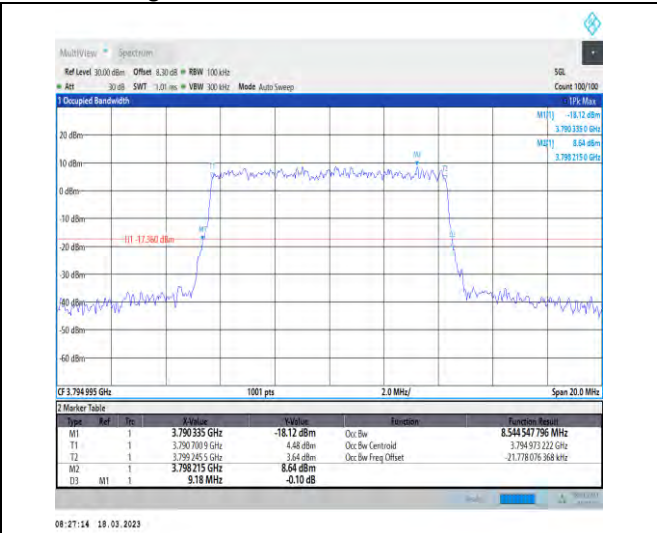 MultiView Spectrum
Ref Level 30.00 dBm Offset 8.30 dB RBW 100 kHz SGL
Att 30 dB SWT 1.01 ms VBW 300 kHz Mode Auto Sweep Count 100/100
1 Occupied Bandwidth 1Pk Max
M1[1] -18.12 dBm
3.790 335 0 GHz
M2[1] 8.64 dBm
3.798 215 0 GHz
20 dBm
10 dBm
0 dBm
-10 dBm
-20 dBm
-30 dBm
-40 dBm
-50 dBm
-60 dBm
M2
T1
T2
M1
H1 -17.360 dBm
CF 3.794 995 GHz 1001 pts 2.0 MHz/ Span 20.0 MHz
2 Marker Table
Type Ref Trc X-Value Y-Value Function Function Result
M1 1 3.790335 GHz -18.12 dBm Occ Bw 8.544 547 796 MHz
T1 1 3.790 700 9 GHz 4.48 dBm Occ Bw Centroid 3.794 973 222 GHz
T2 1 3.799 245 5 GHz 3.64 dBm Occ Bw Freq Offset -21.778 076 368 kHz
M2 1 3.798215 GHz 8.64 dBm
D3 M1 1 9.18 MHz -0.10 dB
08:27:14 18.03.2023